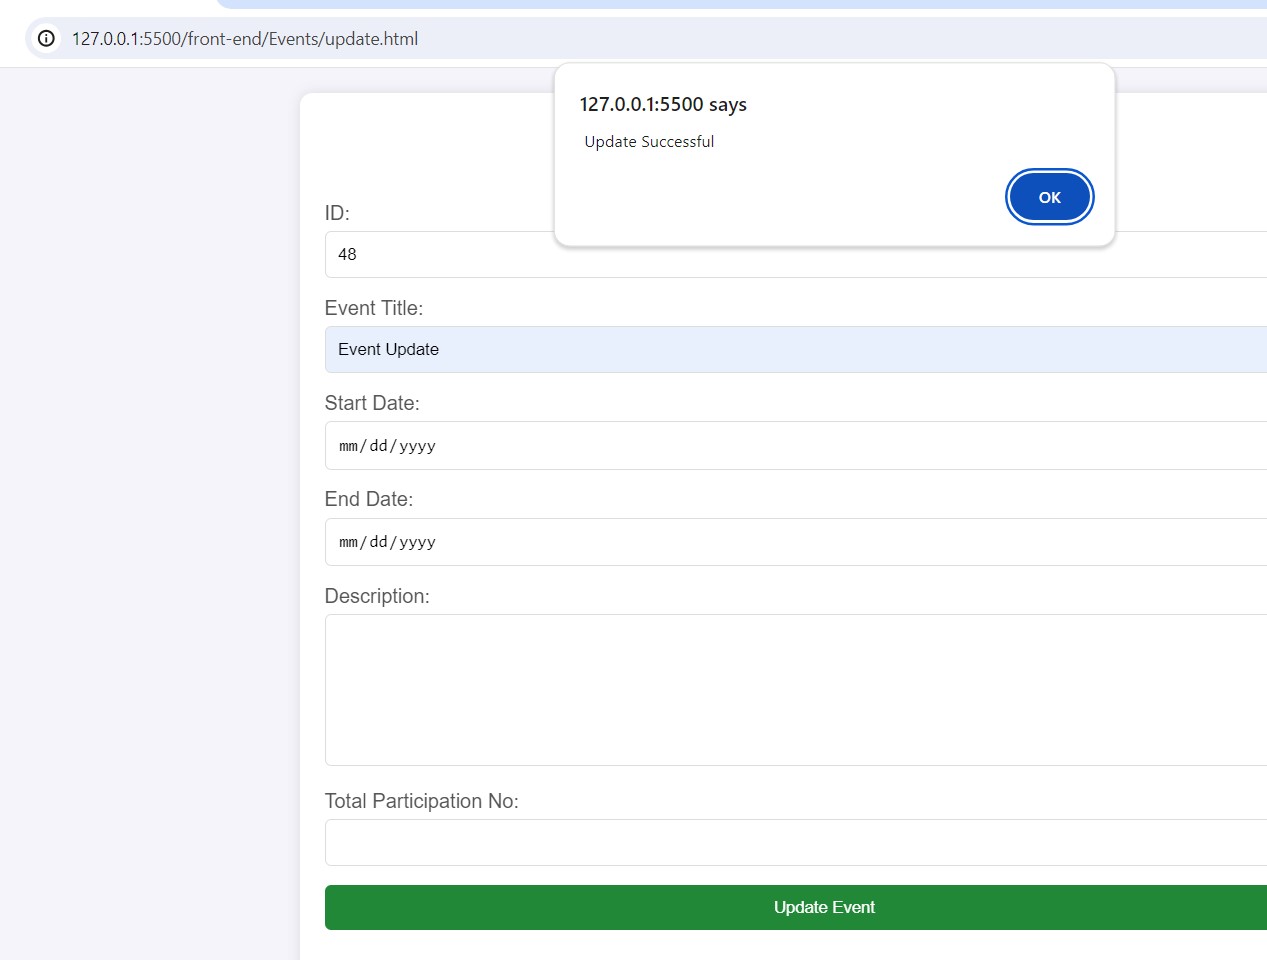 127.0.0.1:5500/front-end/Events/update.html
127.0.0.1:5500 says
Update Successful
OK
ID:
48
Event Title:
Event Update
Start Date:
mm/dd/yyyy
End Date:
mm/dd/yyyy
Description:
Total Participation No:
Update Event